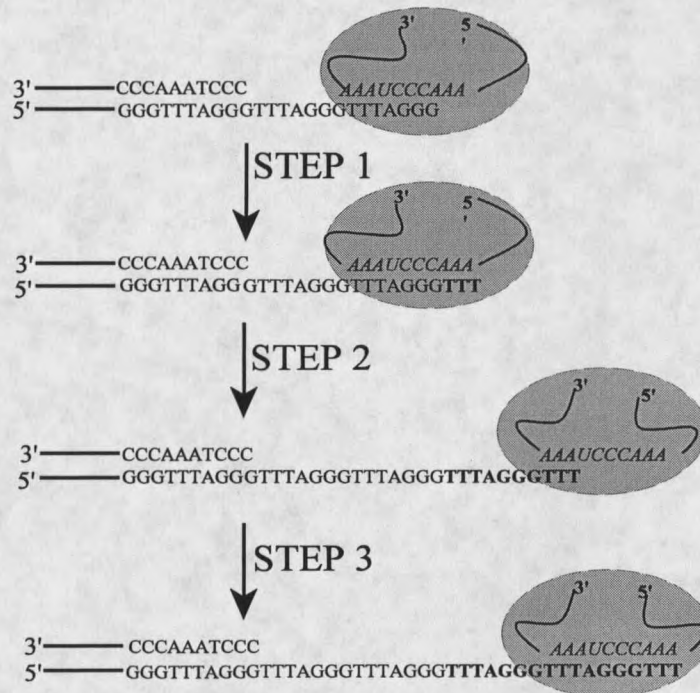 3' 5'
3' CCCAAATCCC AAAUCCCAAA
5' GGGTTTAGGGTTTAGGGTTTAGGG
STEP 1
3' 5'
3' CCCAAATCCC AAAUCCCAAA
5' GGGTTTAGGGTTTAGGGTTTAGGGTTT
STEP 2
3' 5'
3' CCCAAATCCC AAAUCCCAAA
5' GGGTTTAGGGTTTAGGGTTTAGGGTTTAGGGTTT
STEP 3
3' 5'
3' CCCAAATCCC AAAUCCCAAA
5' GGGTTTAGGGTTTAGGGTTTAGGGTTTAGGGTTTAGGGTTT